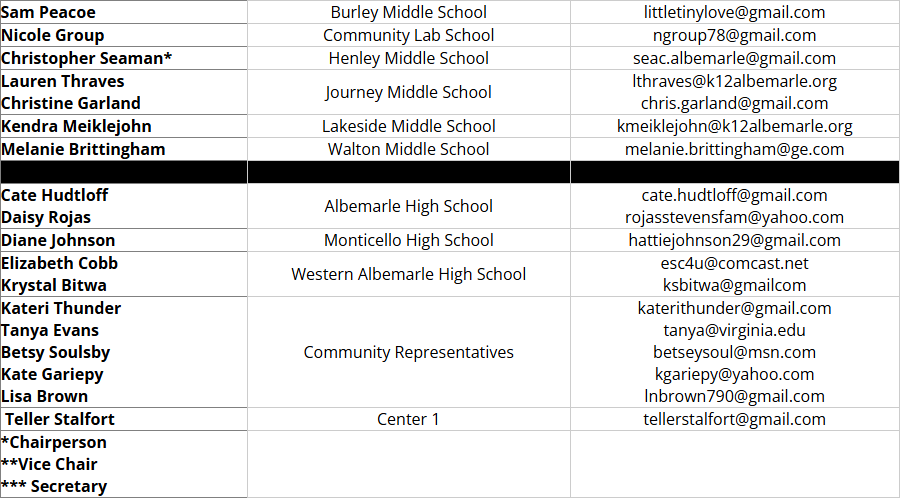 Sam Peacoe Burley Middle School littletinylove@gmail.com
Nicole Group Community Lab School ngroup78@gmail.com
Christopher Seaman* Henley Middle School seac.albemarle@gmail.com
Lauren Thraves Journey Middle School lthraves@k12albemarle.org
Christine Garland chris.garland@gmail.com
Kendra Meiklejohn Lakeside Middle School kmeiklejohn@k12albemarle.org
Melanie Brittingham Walton Middle School melanie.brittingham@ge.com
Cate Hudtloff Albemarle High School cate.hudtloff@gmail.com
Daisy Rojas rojasstevensfam@yahoo.com
Diane Johnson Monticello High School hattiejohnson29@gmail.com
Elizabeth Cobb Western Albemarle High School esc4u@comcast.net
Krystal Bitwa ksbitwa@gmailcom
Kateri Thunder katerithunder@gmail.com
Tanya Evans tanya@virginia.edu
Betsy Soulsby Community Representatives betseysoul@msn.com
Kate Gariepy kgariepy@yahoo.com
Lisa Brown lnbrown790@gmail.com
Teller Stalfort Center 1 tellerstalfort@gmail.com
*Chairperson
**Vice Chair
*** Secretary